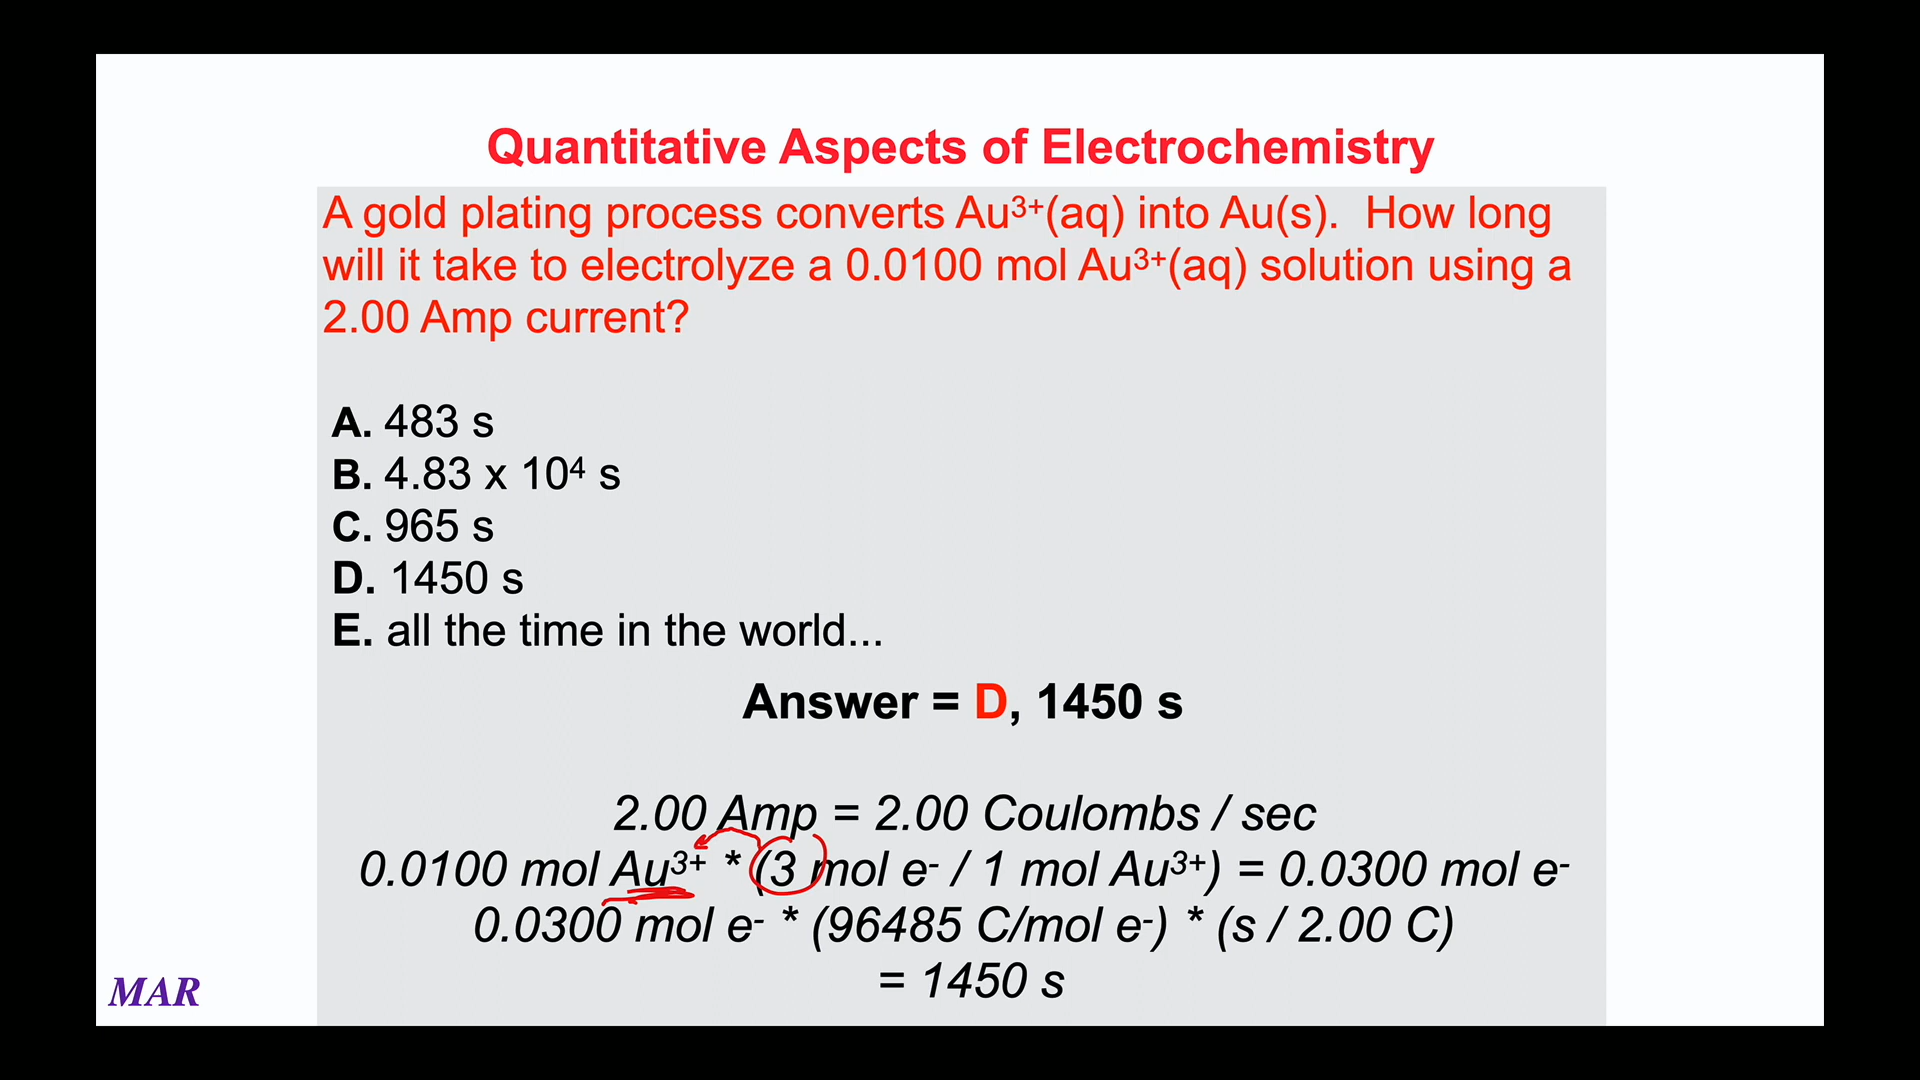 Quantitative Aspects of Electrochemistry
A gold plating process converts Au³⁺(aq) into Au(s). How long
will it take to electrolyze a 0.0100 mol Au³⁺(aq) solution using a
2.00 Amp current?
A. 483 s
B. 4.83 x 10⁴ s
C. 965 s
D. 1450 s
E. all the time in the world...
Answer = D, 1450 s
2.00 Amp = 2.00 Coulombs / sec
0.0100 mol Au³⁺ * (3 mol e⁻ / 1 mol Au³⁺) = 0.0300 mol e⁻
0.0300 mol e⁻ * (96485 C/mol e⁻) * (s / 2.00 C)
= 1450 s
MAR